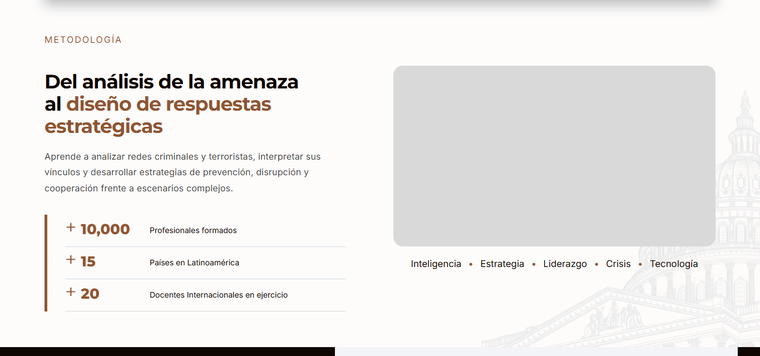 METODOLOGÍA
Del análisis de la amenaza
al diseño de respuestas
estratégicas
Aprende a analizar redes criminales y terroristas, interpretar sus
vínculos y desarrollar estrategias de prevención, disrupción y
cooperación frente a escenarios complejos.
+ 10,000 Profesionales formados
+ 15 Países en Latinoamérica
+ 20 Docentes Internacionales en ejercicio
Inteligencia • Estrategia • Liderazgo • Crisis • Tecnología